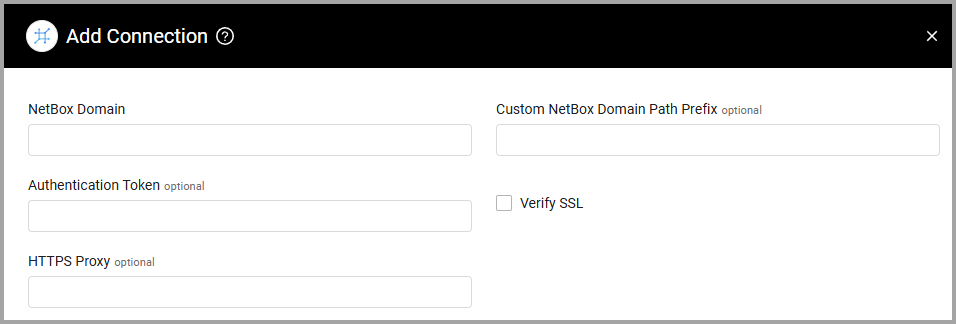 Add Connection ?
NetBox Domain
Custom NetBox Domain Path Prefix optional
Authentication Token optional
Verify SSL
HTTPS Proxy optional